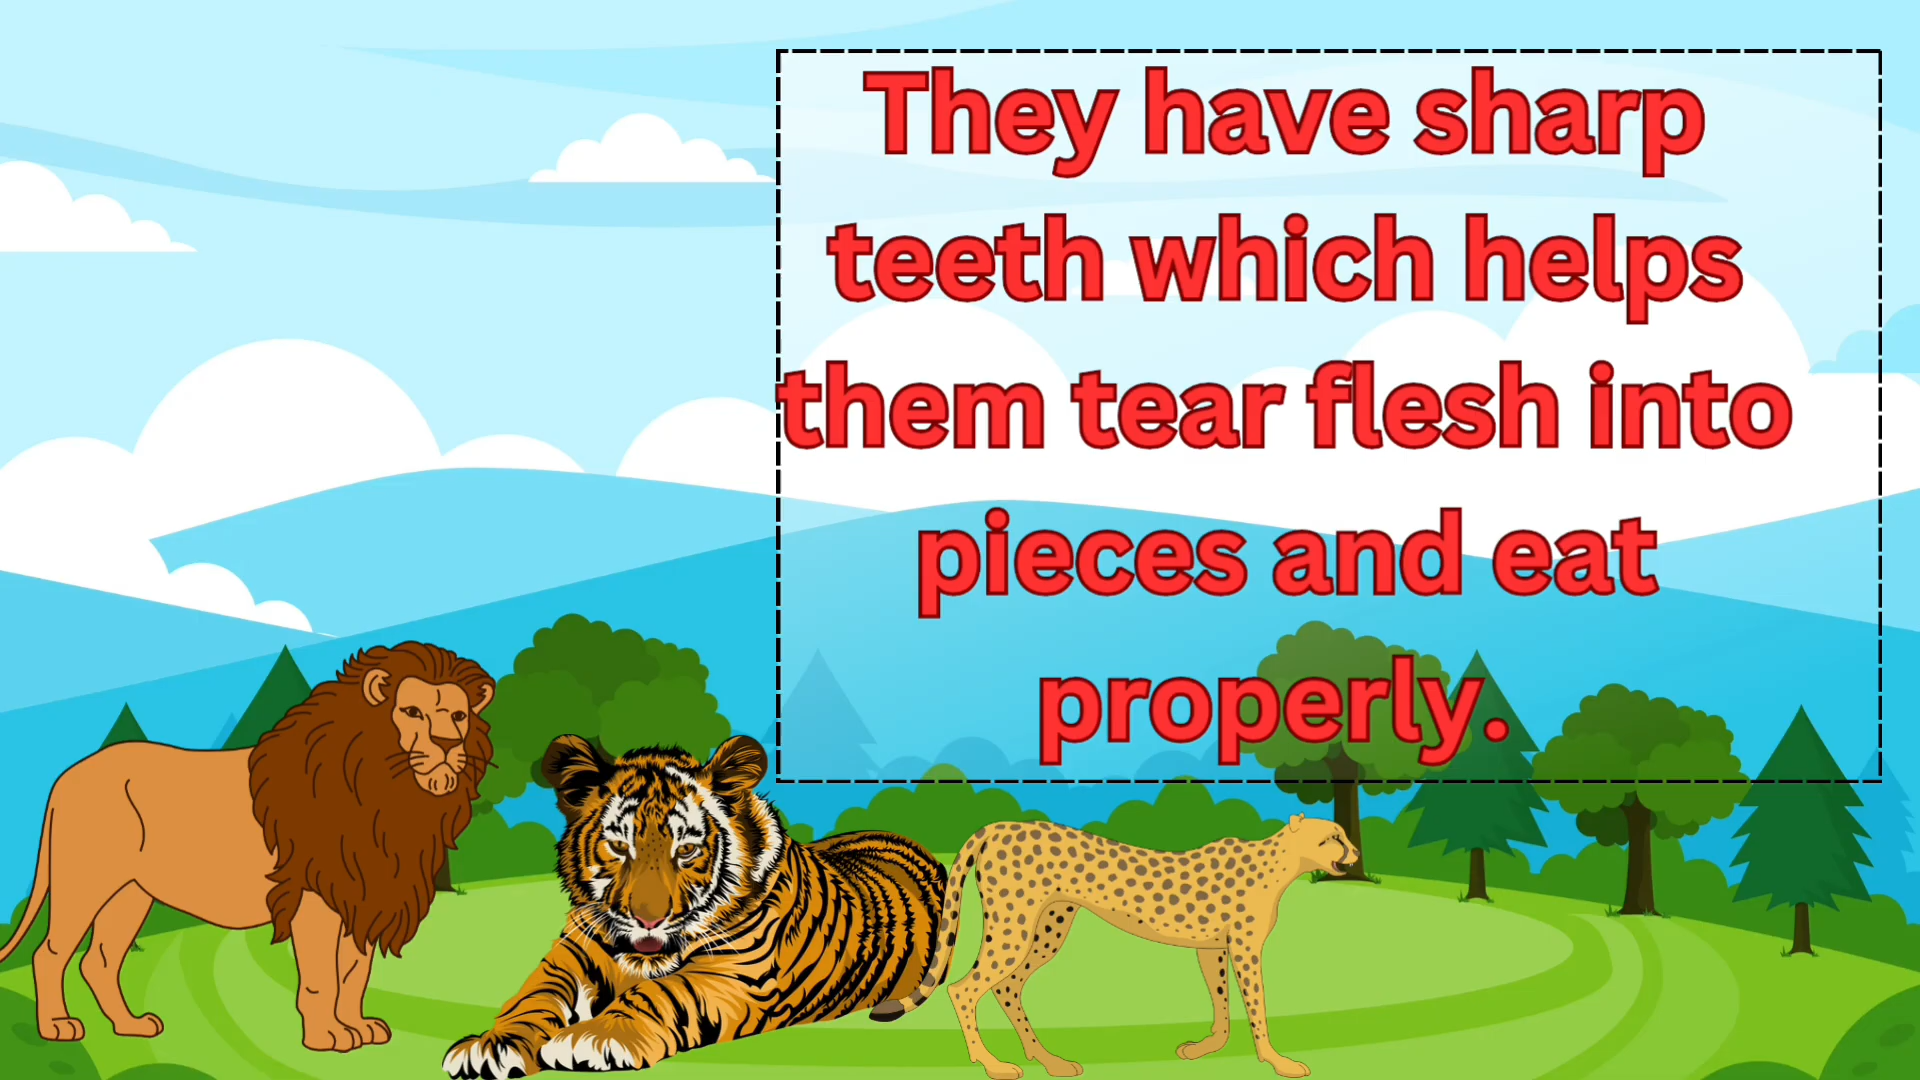 They have sharp
teeth which helps
them tear flesh into
pieces and eat
properly.